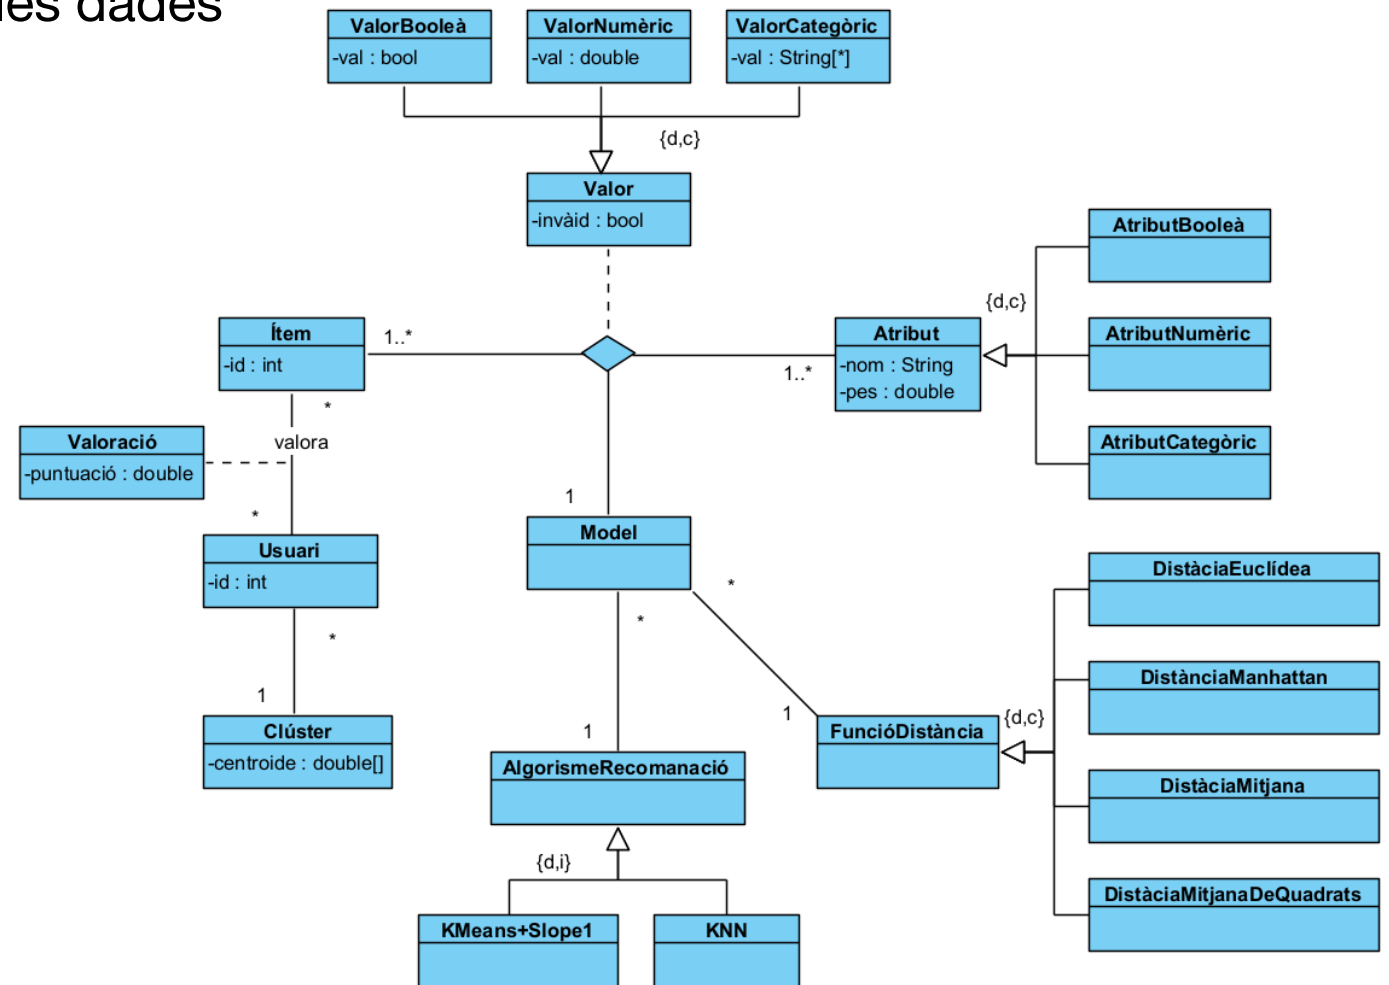 les dades
ValorBooleà
-val : bool
ValorNumèric
-val : double
ValorCategòric
-val : String[*]
{d,c}
Valor
-invàid : bool
AtributBooleà
{d,c}
Ítem
-id : int
1..*
1..*
Atribut
-nom : String
-pes : double
AtributNumèric
*
valora
Valoració
-puntuació : double
AtributCategòric
*
1
Usuari
-id : int
Model
*
*
DistàciaEuclídea
*
1
1
1
DistànciaManhattan
Clúster
-centroide : double[]
AlgorismeRecomanació
FuncióDistància
{d,c}
DistàciaMitjana
{d,i}
DistàciaMitjanaDeQuadrats
KMeans+Slope1
KNN